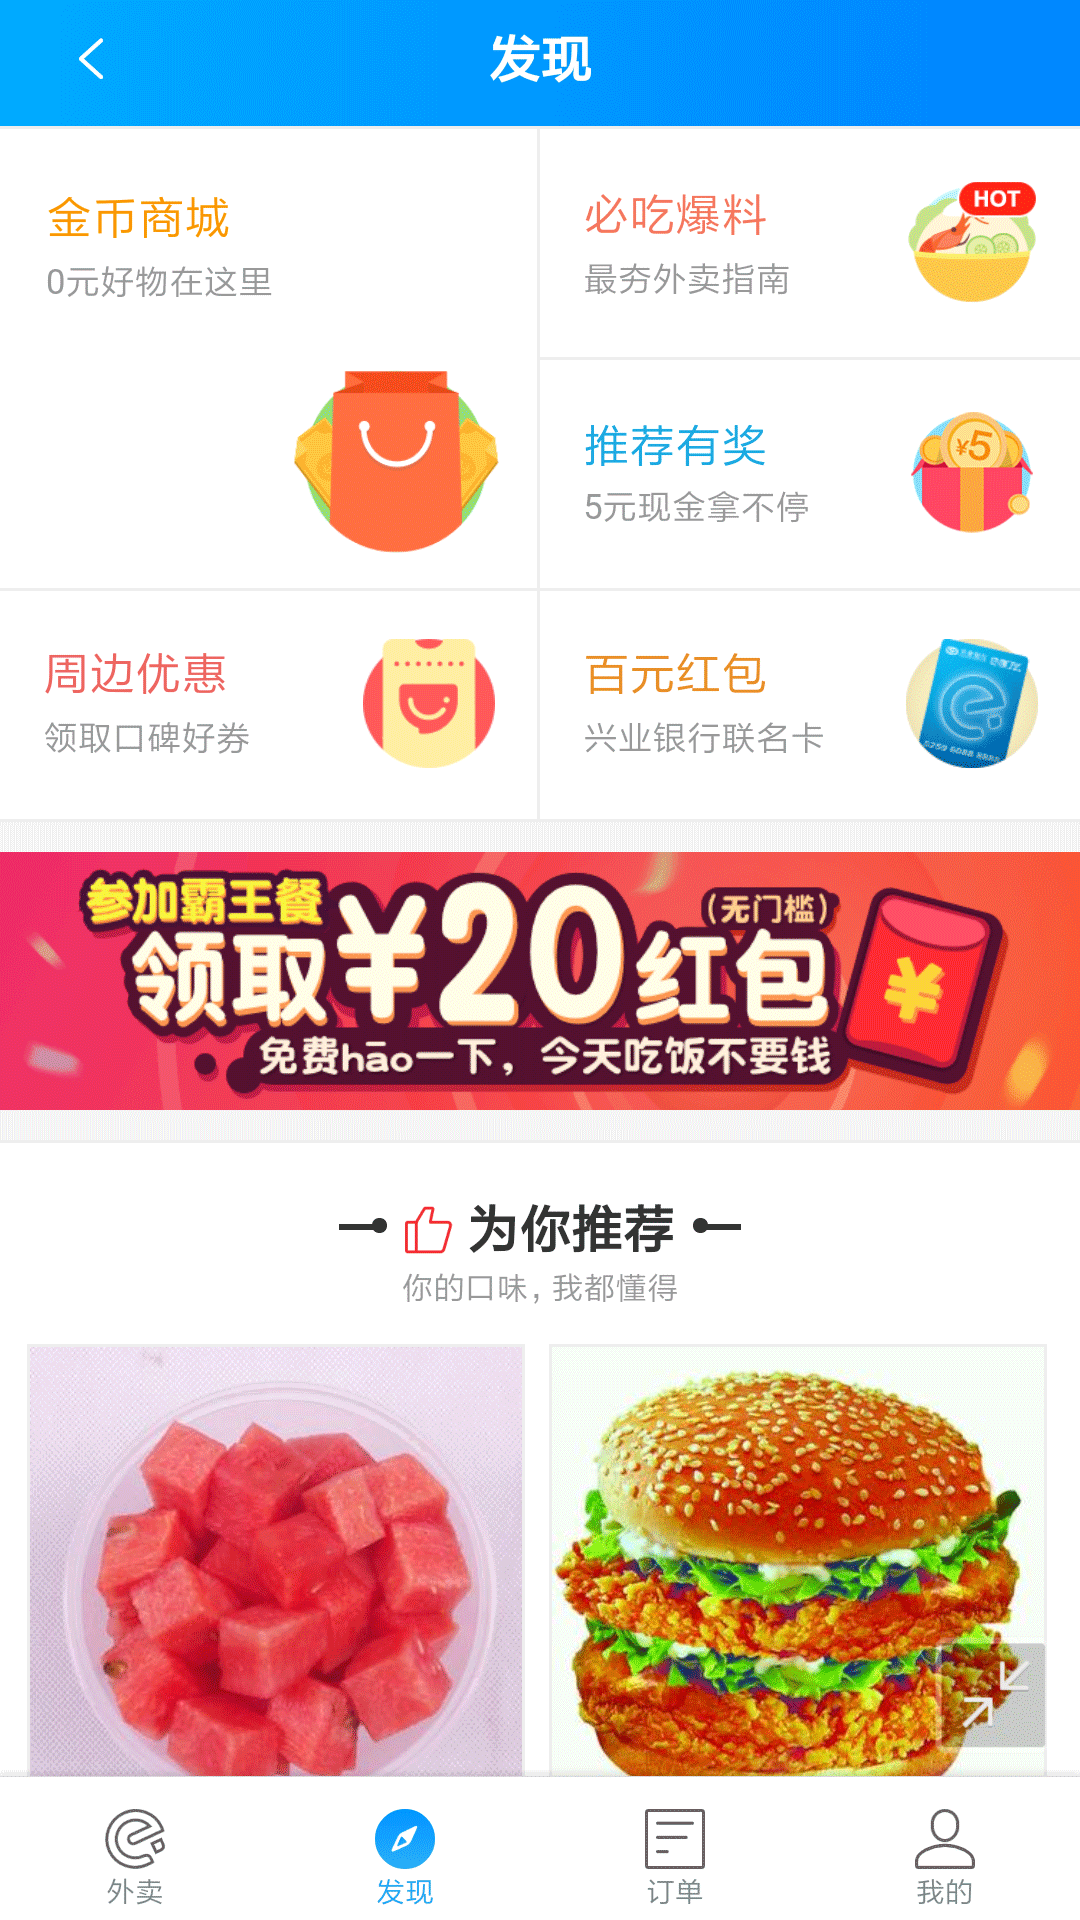 发现
金币商城
0元好物在这里
必吃爆料
HOT
最夯外卖指南
推荐有奖
¥5
5元现金拿不停
周边优惠
领取口碑好券
百元红包
兴业银行联名卡
参加霸王餐
领取¥20红包
(无门槛)
¥
免费hāo一下，今天吃饭不要钱
为你推荐
你的口味，我都懂得
外卖
发现
订单
我的